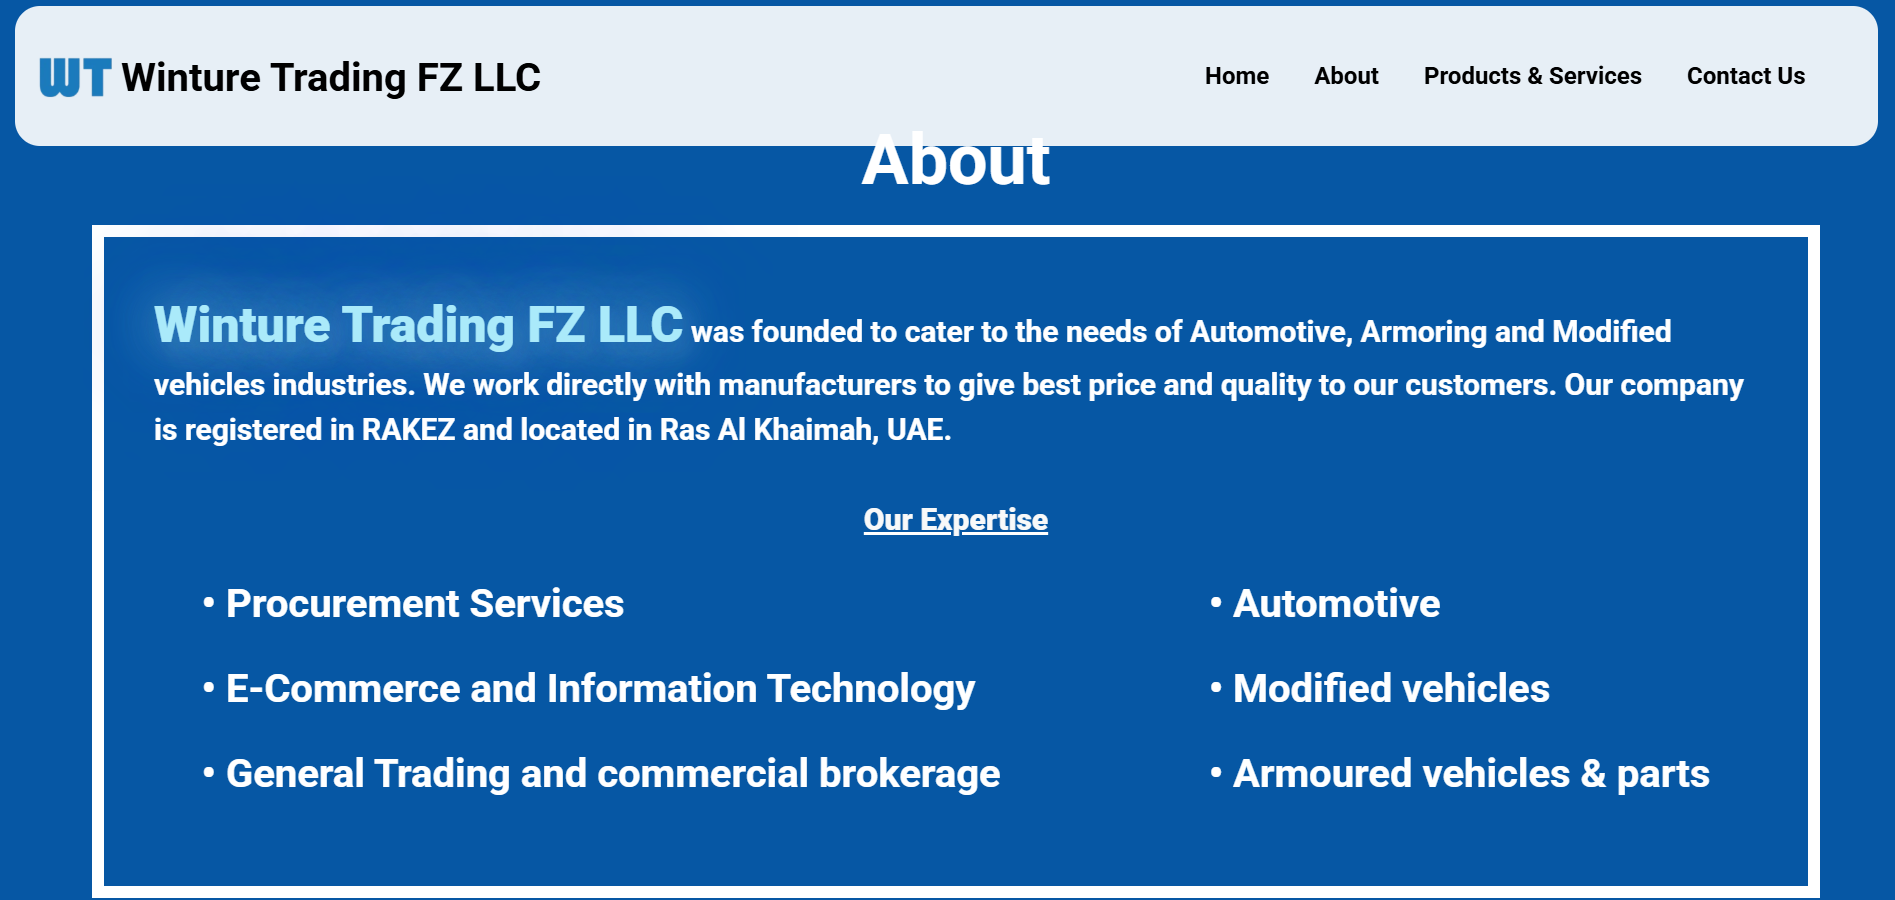 WT Winture Trading FZ LLC
Home About Products & Services Contact Us
About
Winture Trading FZ LLC was founded to cater to the needs of Automotive, Armoring and Modified
vehicles industries. We work directly with manufacturers to give best price and quality to our customers. Our company
is registered in RAKEZ and located in Ras Al Khaimah, UAE.
Our Expertise
• Procurement Services
• E-Commerce and Information Technology
• General Trading and commercial brokerage
• Automotive
• Modified vehicles
• Armoured vehicles & parts